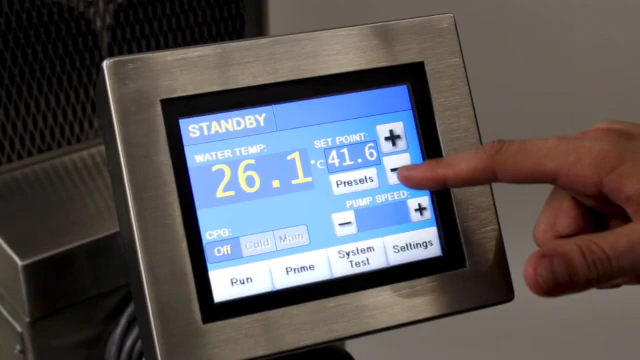 STANDBY
WATER TEMP:
26.1 °C
SET POINT:
41.6
+
-
Presets
PUMP SPEED:
- +
CPG:
Off Cold Main
Run Prime System Test Settings